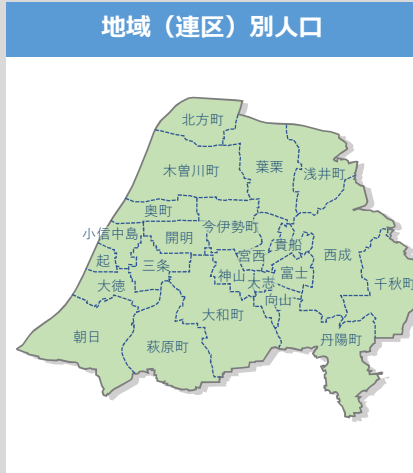 地域（連区）別人口
北方町
木曽川町
葉栗
浅井町
奥町
小信中島
開明
今伊勢町
貴船
宮西
西成
起
三条
神山
大志
富士
千秋町
大徳
向山
大和町
朝日
萩原町
丹陽町